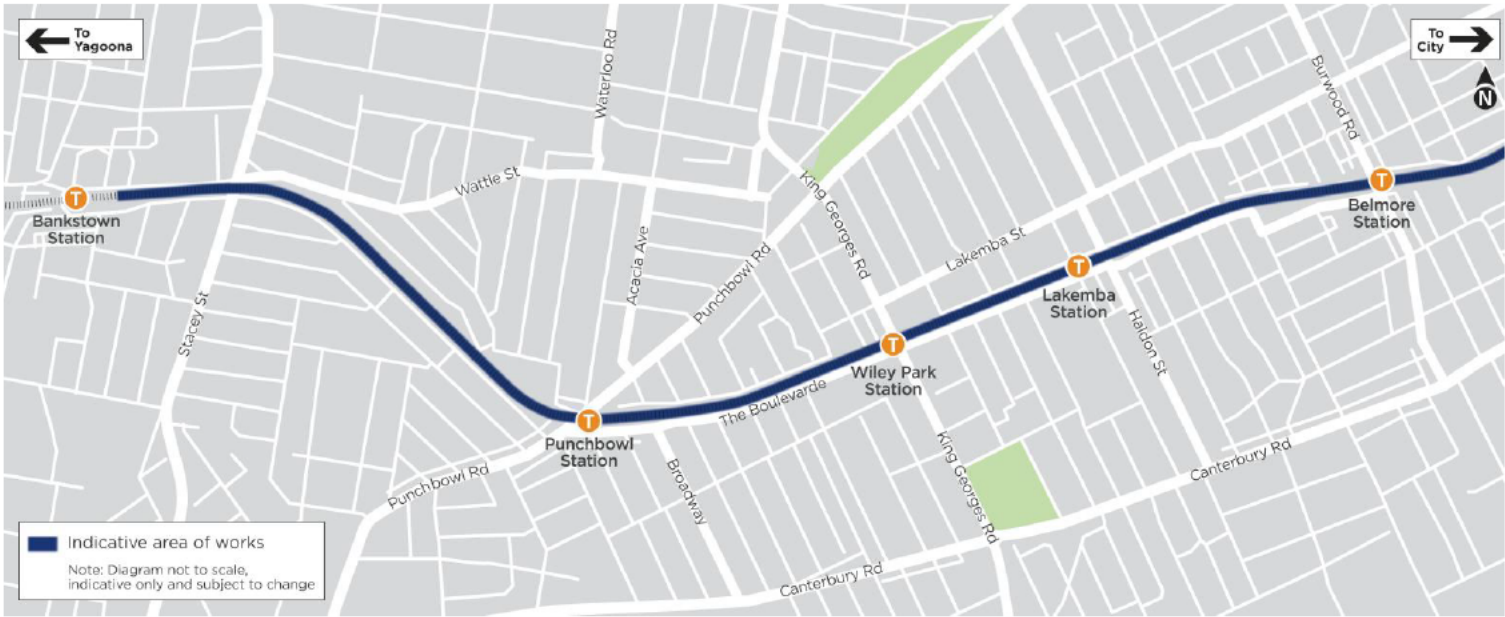 To
Yagoona
To
City
N
Waterloo Rd
Burwood Rd
Wattle St
King Georges Rd
T
Bankstown
Station
T
Belmore
Station
Acacia Ave
Punchbowl Rd
Lakemba St
T
Lakemba
Station
Stacey St
Haldon St
T
Wiley Park
Station
The Boulevarde
T
Punchbowl
Station
Punchbowl Rd
Broadway
King Georges Rd
Canterbury Rd
Canterbury Rd
Indicative area of works
Note: Diagram not to scale,
indicative only and subject to change